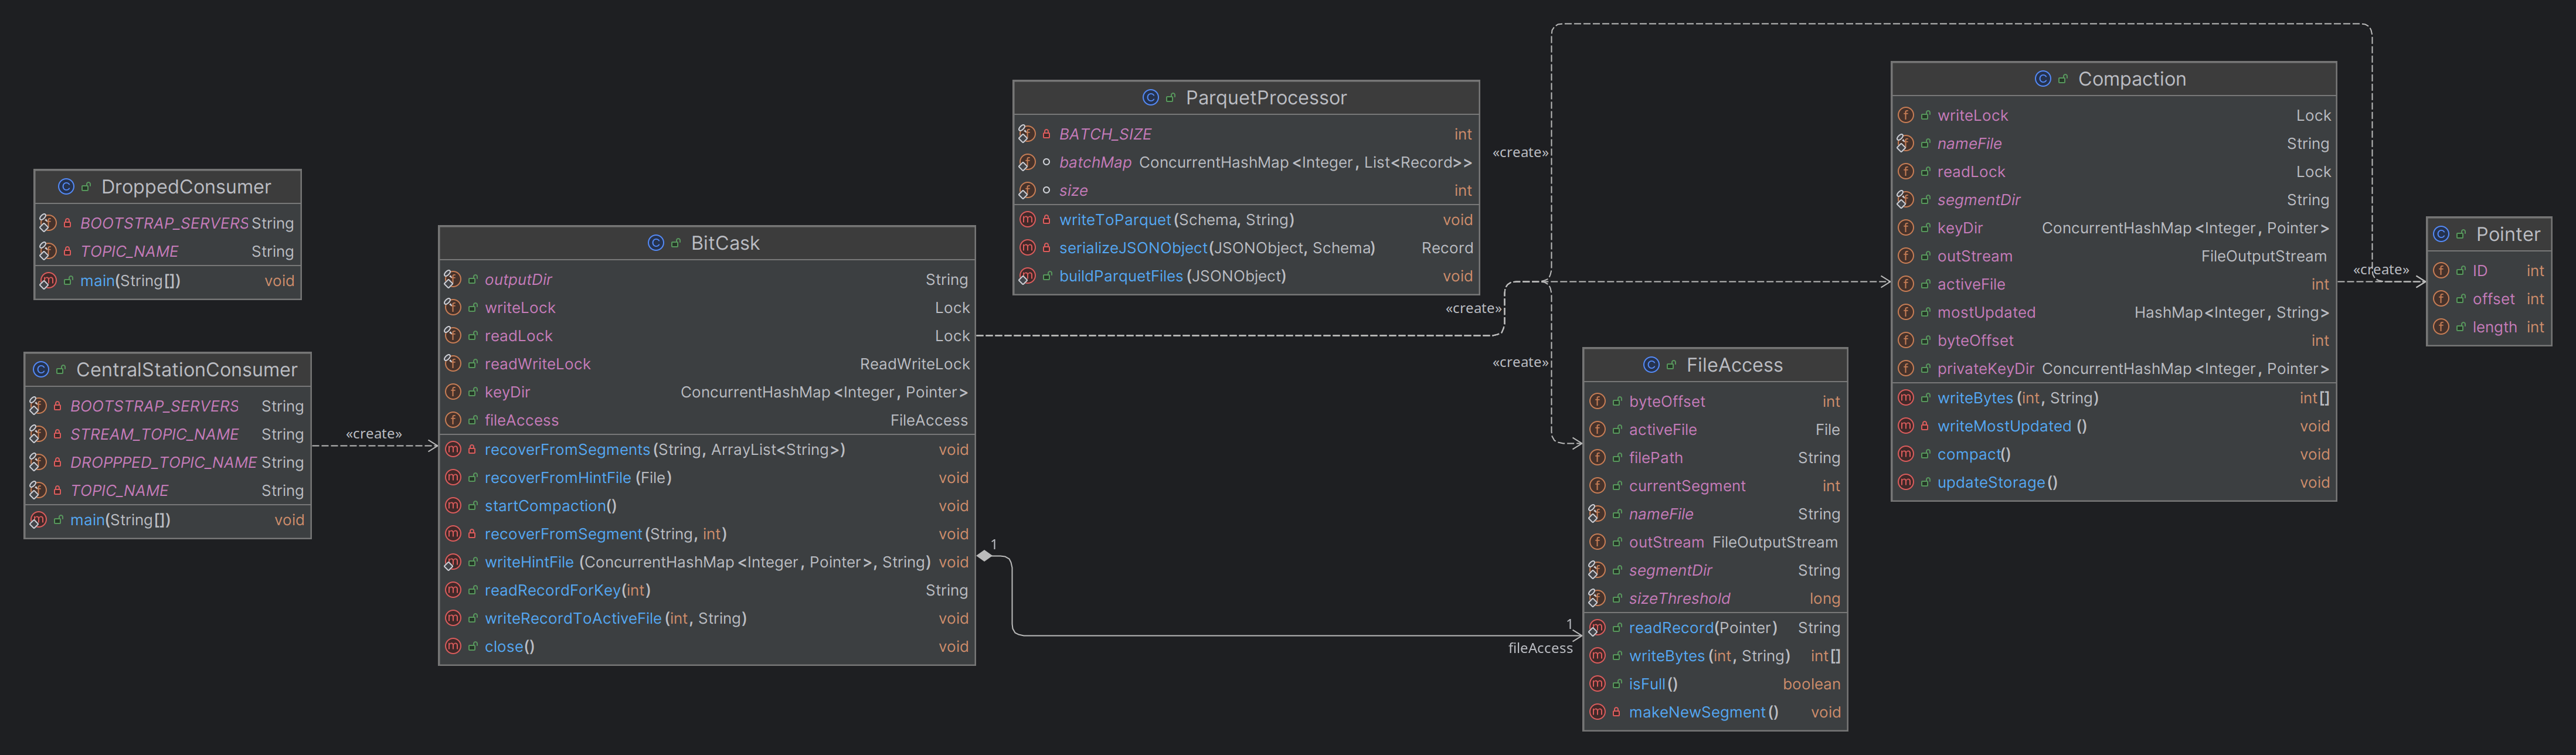 DroppedConsumer
BOOTSTRAP_SERVERS String
TOPIC_NAME String
main(String[]) void
CentralStationConsumer
BOOTSTRAP_SERVERS String
STREAM_TOPIC_NAME String
DROPPPED_TOPIC_NAME String
TOPIC_NAME String
main(String[]) void
«create»
BitCask
outputDir String
writeLock Lock
readLock Lock
readWriteLock ReadWriteLock
keyDir ConcurrentHashMap<Integer, Pointer>
fileAccess FileAccess
recoverFromSegments(String, ArrayList<String>) void
recoverFromHintFile(File) void
startCompaction() void
recoverFromSegment(String, int) void
writeHintFile(ConcurrentHashMap<Integer, Pointer>, String) void
readRecordForKey(int) String
writeRecordToActiveFile(int, String) void
close() void
ParquetProcessor
BATCH_SIZE int
batchMap ConcurrentHashMap<Integer, List<Record>>
size int
writeToParquet(Schema, String) void
serializeJSONObject(JSONObject, Schema) Record
buildParquetFiles(JSONObject) void
«create»
«create»
«create»
1
1
fileAccess
FileAccess
byteOffset int
activeFile File
filePath String
currentSegment int
nameFile String
outStream FileOutputStream
segmentDir String
sizeThreshold long
readRecord(Pointer) String
writeBytes(int, String) int[]
isFull() boolean
makeNewSegment() void
Compaction
writeLock Lock
nameFile String
readLock Lock
segmentDir String
keyDir ConcurrentHashMap<Integer, Pointer>
outStream FileOutputStream
activeFile int
mostUpdated HashMap<Integer, String>
byteOffset int
privateKeyDir ConcurrentHashMap<Integer, Pointer>
writeBytes(int, String) int[]
writeMostUpdated() void
compact() void
updateStorage() void
«create»
Pointer
ID int
offset int
length int